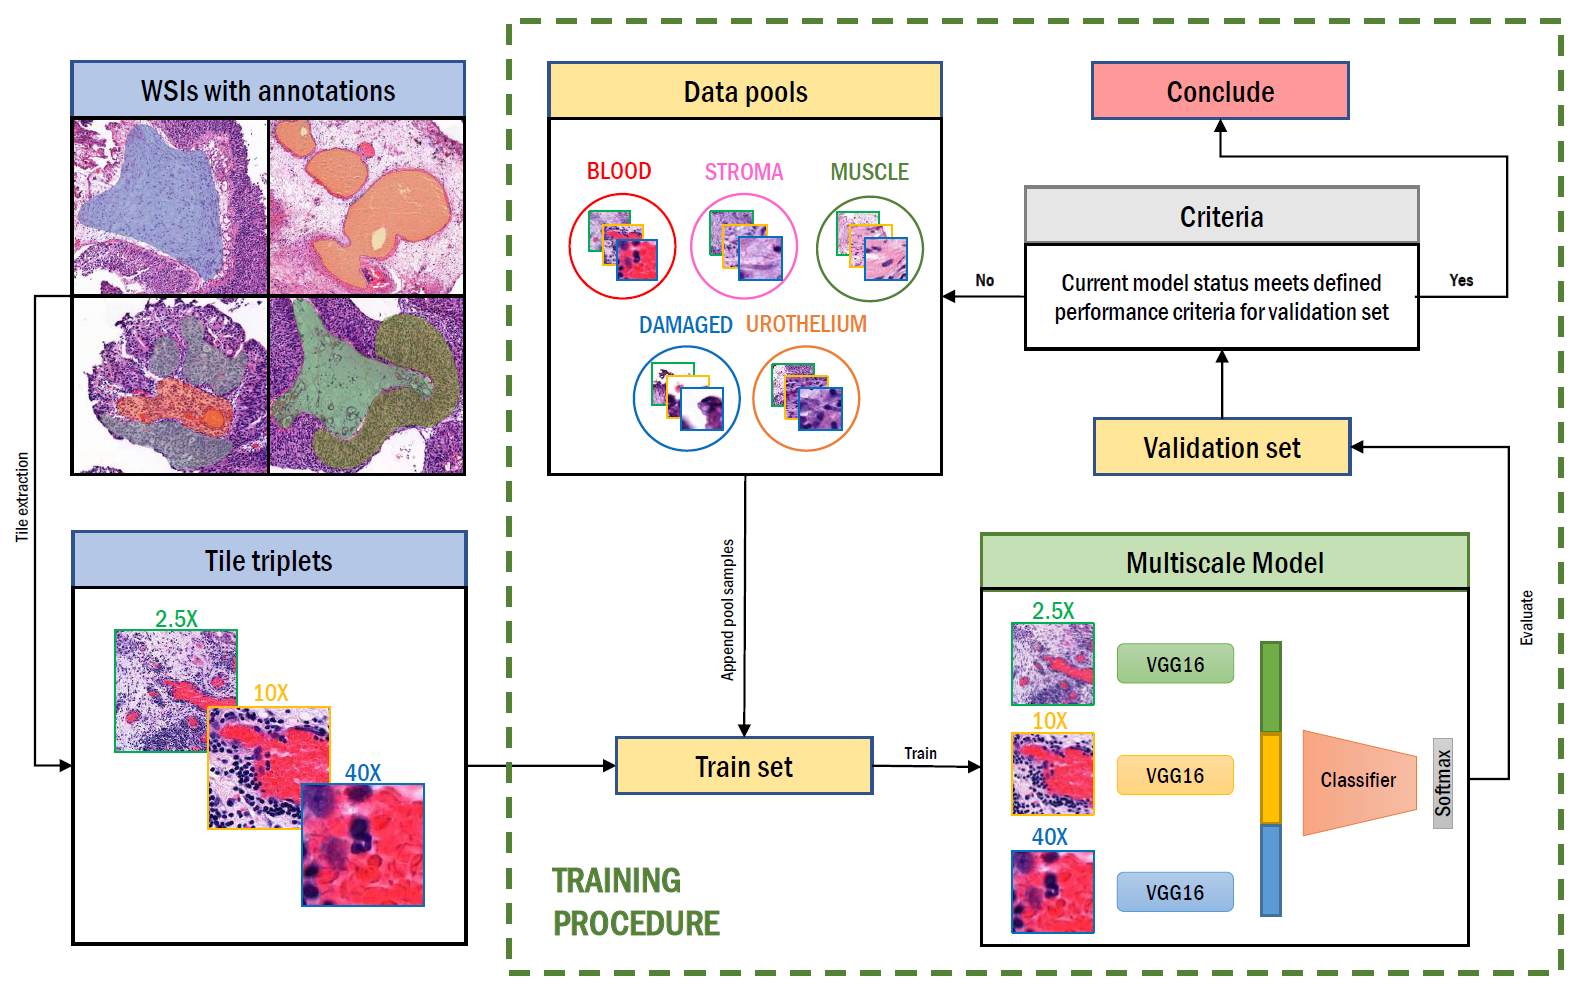 WSIs with annotations
Tile extraction
Tile triplets
2.5X
10X
40X
Data pools
BLOOD
STROMA
MUSCLE
DAMAGED
UROTHELIUM
Append pool samples
Train set
Train
TRAINING
PROCEDURE
Conclude
Criteria
Current model status meets defined
performance criteria for validation set
No
Yes
Validation set
Evaluate
Multiscale Model
2.5X
VGG16
10X
VGG16
40X
VGG16
Classifier
Softmax